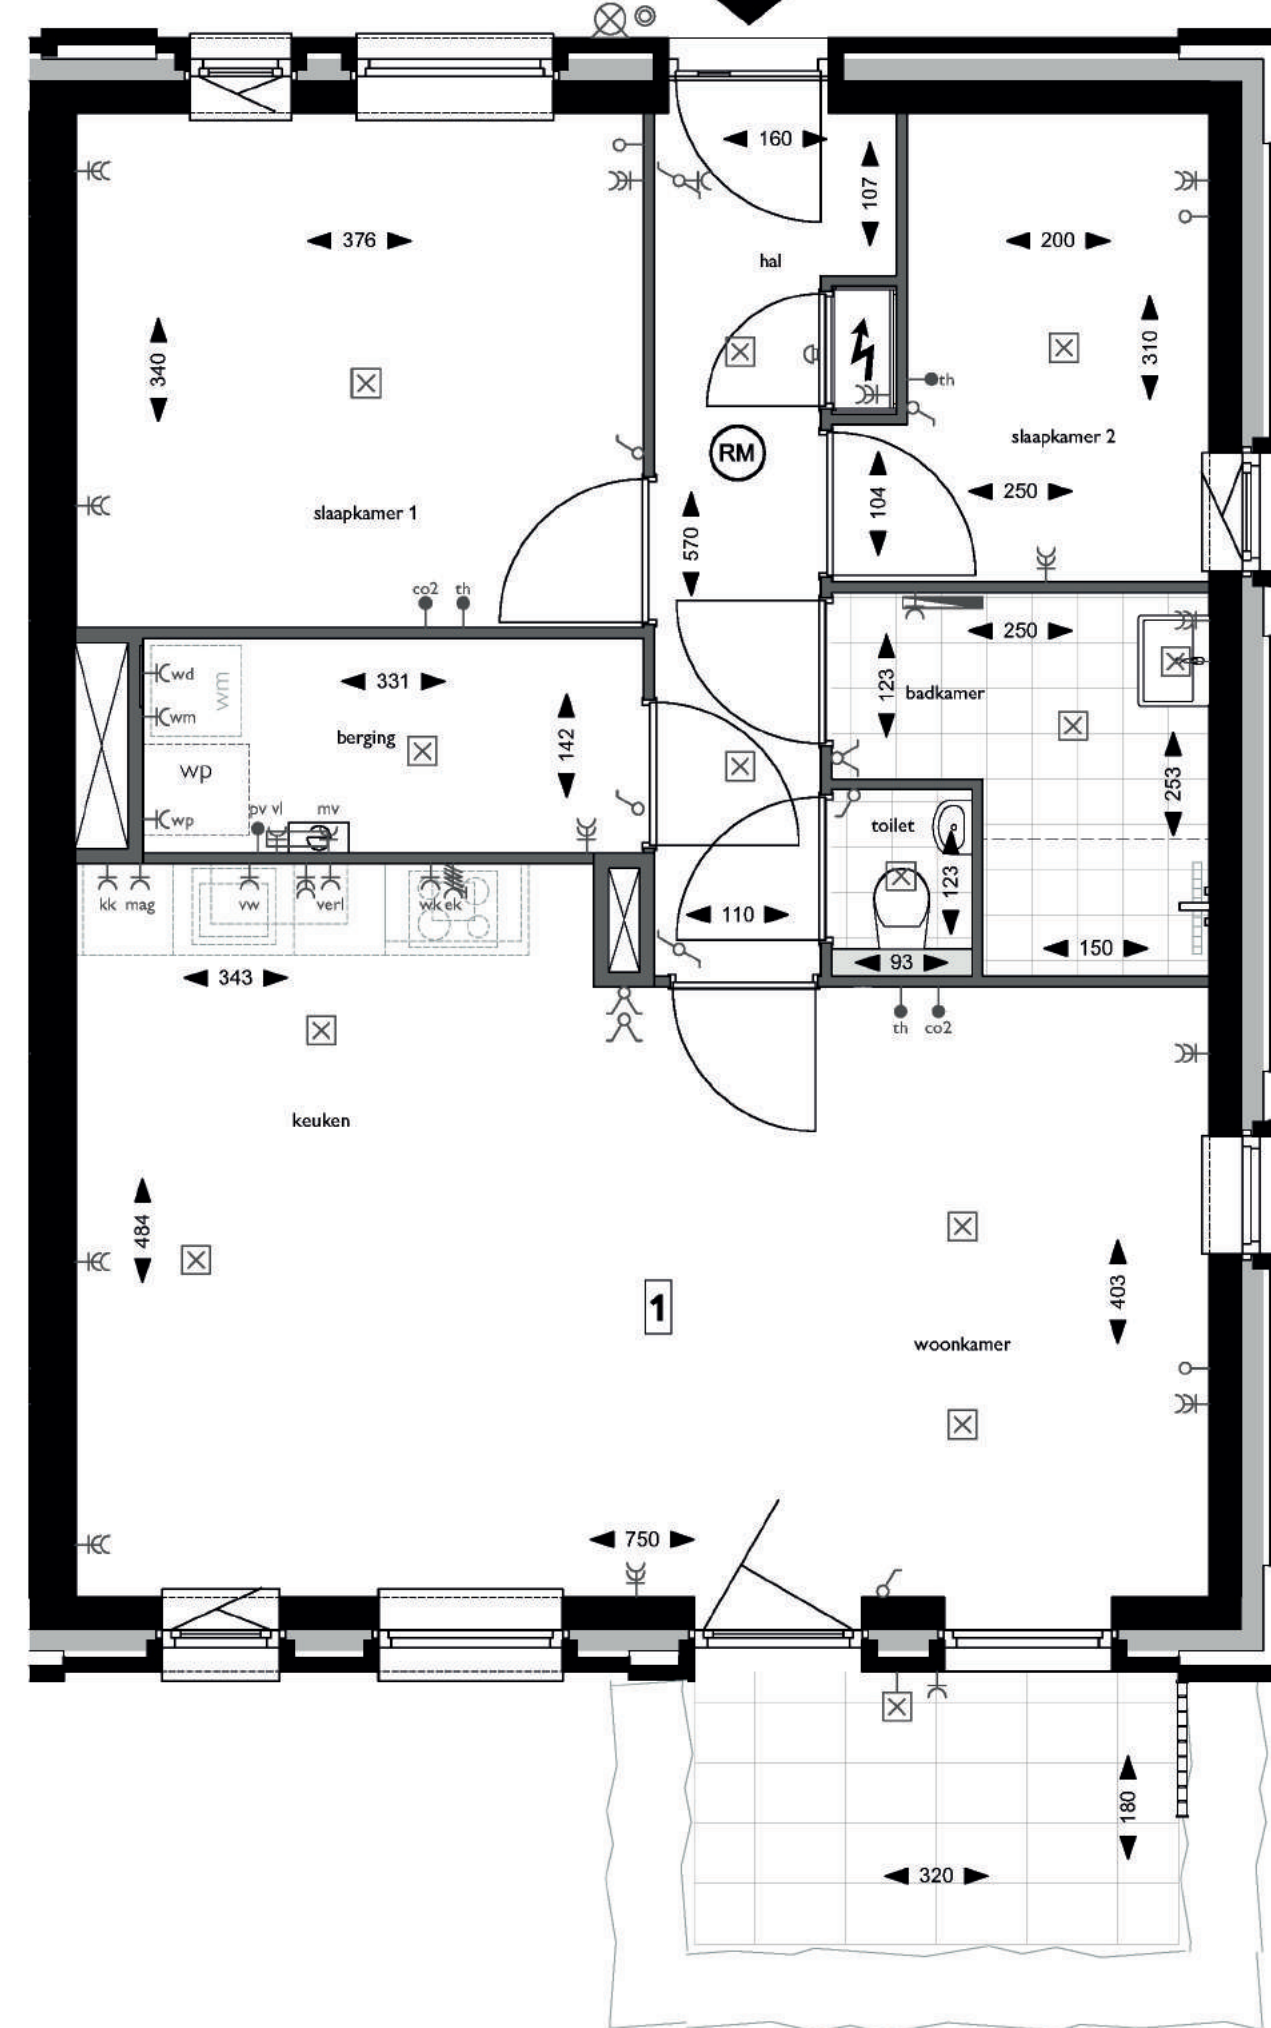 160
107
376
200
hal
340
310
th
slaapkamer 2
RM
250
104
slaapkamer 1
570
co2 th
250
wd
wm
331
123
badkamer
wm
berging
142
wp
253
pv vl mv
wp
toilet
123
kk mag vw verl wk ek
110
150
93
343
th co2
keuken
484
403
1
woonkamer
750
180
320